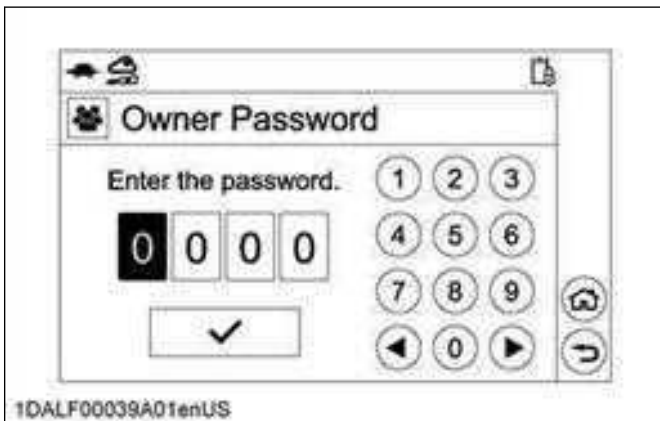 Owner Password
Enter the password.
0 0 0 0
1 2 3
4 5 6
7 8 9
0
1DALF00039A01enUS